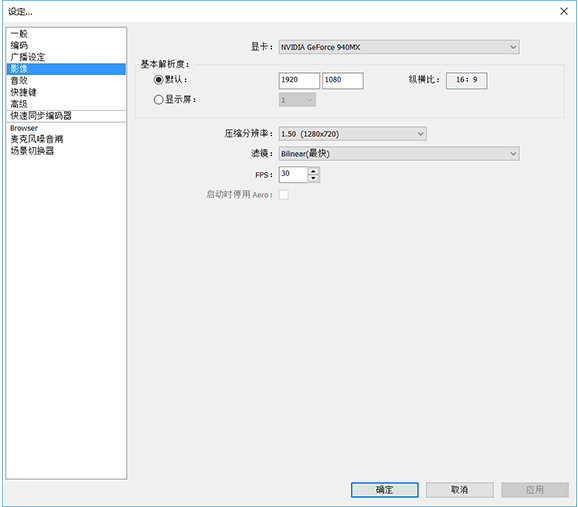 设定...
一般
编码
广播设定
影像
音效
快捷键
高级
快速同步编码器
Browser
麦克风噪音阀
场景切换器
显卡: NVIDIA GeForce 940MX
基本解析度:
默认: 1920 1080 纵横比: 16: 9
显示屏: 1
压缩分辨率: 1.50 (1280x720)
滤镜: Bilinear(最快)
FPS: 30
启动时停用 Aero:
确定 取消 应用